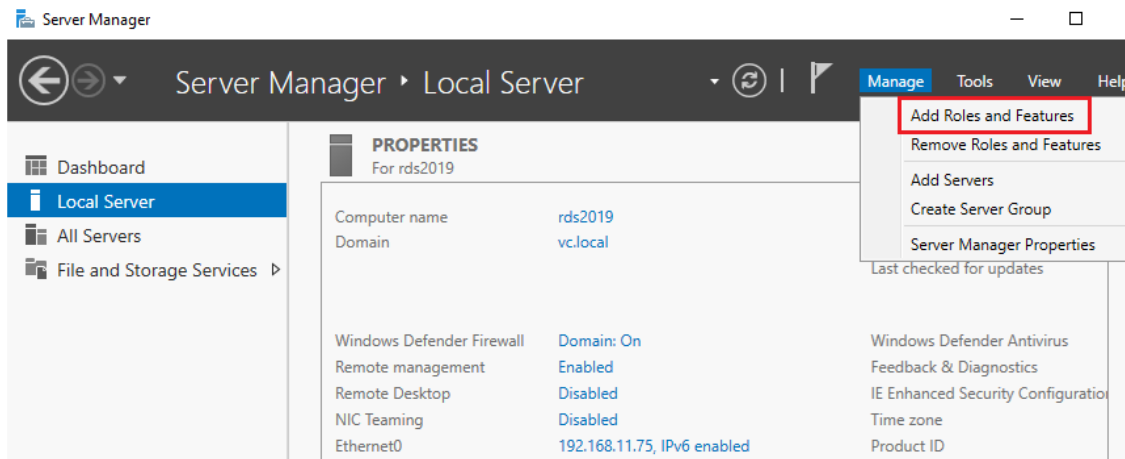 Server Manager
Server Manager ‣ Local Server
Manage Tools View Help
Add Roles and Features
Remove Roles and Features
Add Servers
Create Server Group
Server Manager Properties
Dashboard
Local Server
All Servers
File and Storage Services
PROPERTIES
For rds2019
Computer name rds2019
Domain vc.local
Last checked for updates
Windows Defender Firewall Domain: On Windows Defender Antivirus
Remote management Enabled Feedback & Diagnostics
Remote Desktop Disabled IE Enhanced Security Configuration
NIC Teaming Disabled Time zone
Ethernet0 192.168.11.75, IPv6 enabled Product ID